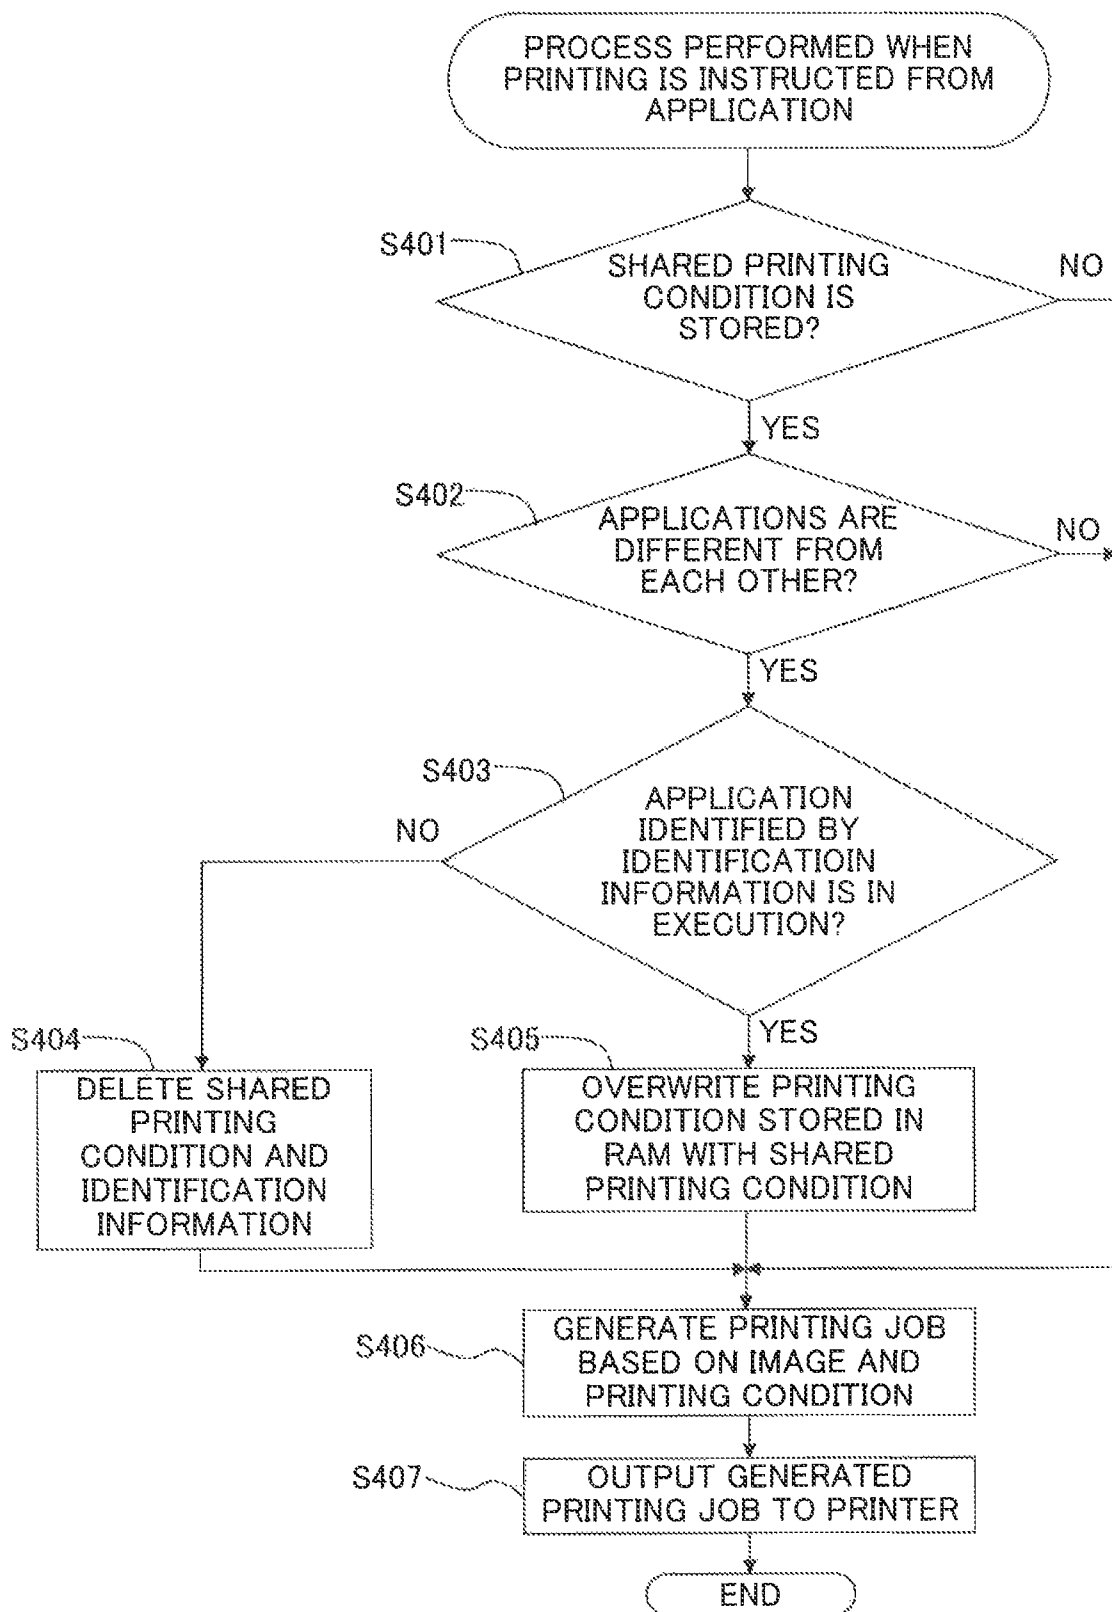 PROCESS PERFORMED WHEN
PRINTING IS INSTRUCTED FROM
APPLICATION
S401
SHARED PRINTING
CONDITION IS
STORED?
NO
YES
S402
APPLICATIONS ARE
DIFFERENT FROM
EACH OTHER?
NO
YES
S403
APPLICATION
IDENTIFIED BY
IDENTIFICATIOIN
INFORMATION IS IN
EXECUTION?
NO
YES
S404
DELETE SHARED
PRINTING
CONDITION AND
IDENTIFICATION
INFORMATION
S405
OVERWRITE PRINTING
CONDITION STORED IN
RAM WITH SHARED
PRINTING CONDITION
S406
GENERATE PRINTING JOB
BASED ON IMAGE AND
PRINTING CONDITION
S407
OUTPUT GENERATED
PRINTING JOB TO PRINTER
END